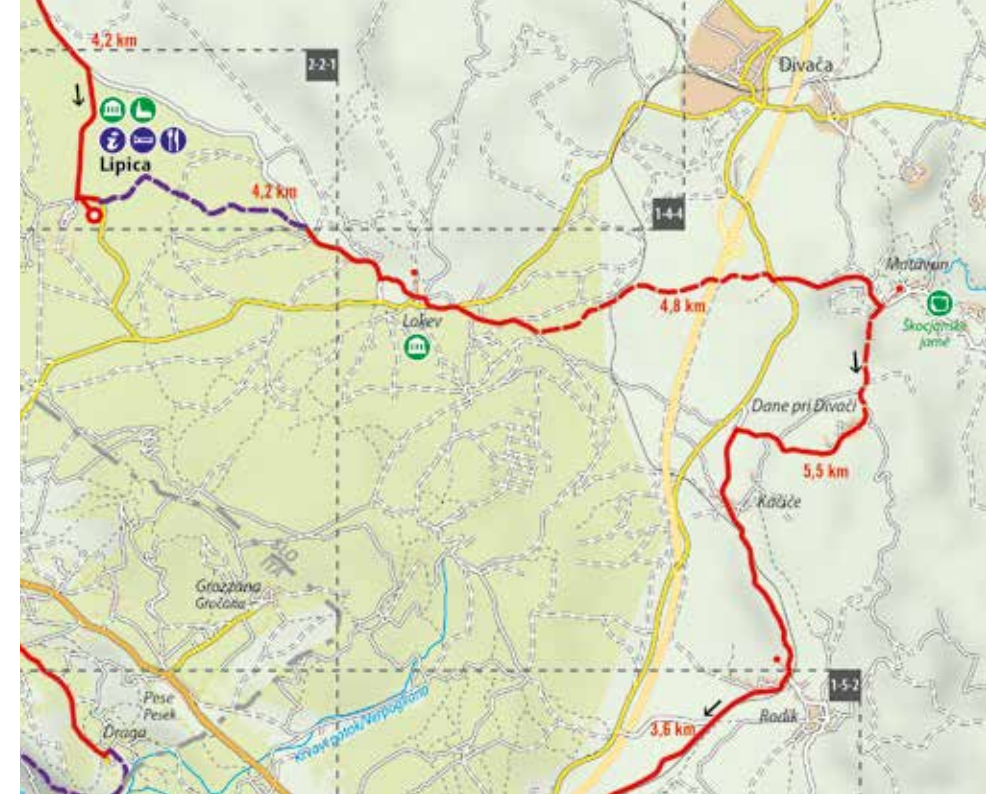 4,2 km
2-2-1
Divača
Lipica
4,2 km
1-4-4
Matavun
4,8 km
Škocjanske
jame
Lokev
Dane pri Divači
5,5 km
Kačiče
Grozzana
Gročana
1-5-2
Pese
Pesek
Rodik
Draga
3,6 km
Krvavi potok/